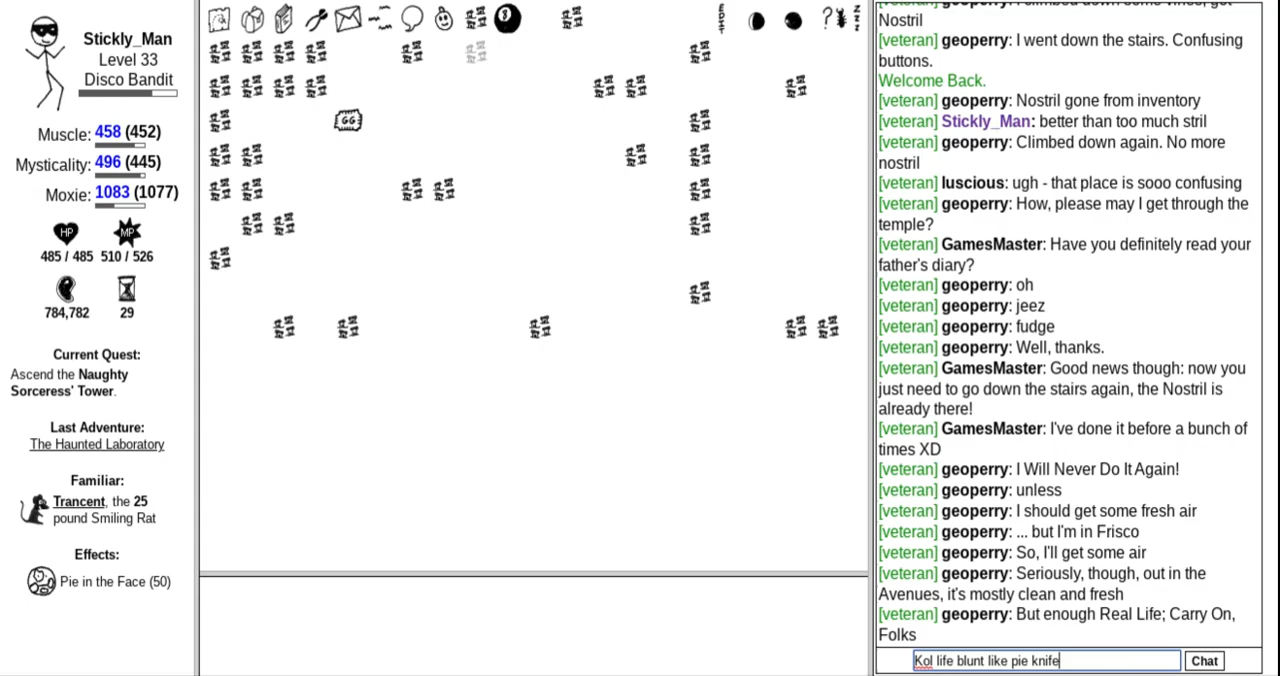 Stickly_Man
Level 33
Disco Bandit
Muscle: 458 (452)
Mysticality: 496 (445)
Moxie: 1083 (1077)
HP
MP
485 / 485 510 / 526
784,782 29
Current Quest:
Ascend the Naughty
Sorceress' Tower.
Last Adventure:
The Haunted Laboratory
Familiar:
Trancent, the 25
pound Smiling Rat
Effects:
Pie in the Face (50)
8
?
GG
Nostril
[veteran] geoperry: I went down the stairs. Confusing
buttons.
Welcome Back.
[veteran] geoperry: Nostril gone from inventory
[veteran] Stickly_Man: better than too much stril
[veteran] geoperry: Climbed down again. No more
nostril
[veteran] luscious: ugh - that place is sooo confusing
[veteran] geoperry: How, please may I get through the
temple?
[veteran] GamesMaster: Have you definitely read your
father's diary?
[veteran] geoperry: oh
[veteran] geoperry: jeez
[veteran] geoperry: fudge
[veteran] geoperry: Well, thanks.
[veteran] GamesMaster: Good news though: now you
just need to go down the stairs again, the Nostril is
already there!
[veteran] GamesMaster: I've done it before a bunch of
times XD
[veteran] geoperry: I Will Never Do It Again!
[veteran] geoperry: unless
[veteran] geoperry: I should get some fresh air
[veteran] geoperry: ... but I'm in Frisco
[veteran] geoperry: So, I'll get some air
[veteran] geoperry: Seriously, though, out in the
Avenues, it's mostly clean and fresh
[veteran] geoperry: But enough Real Life; Carry On,
Folks
Kol life blunt like pie knife
Chat